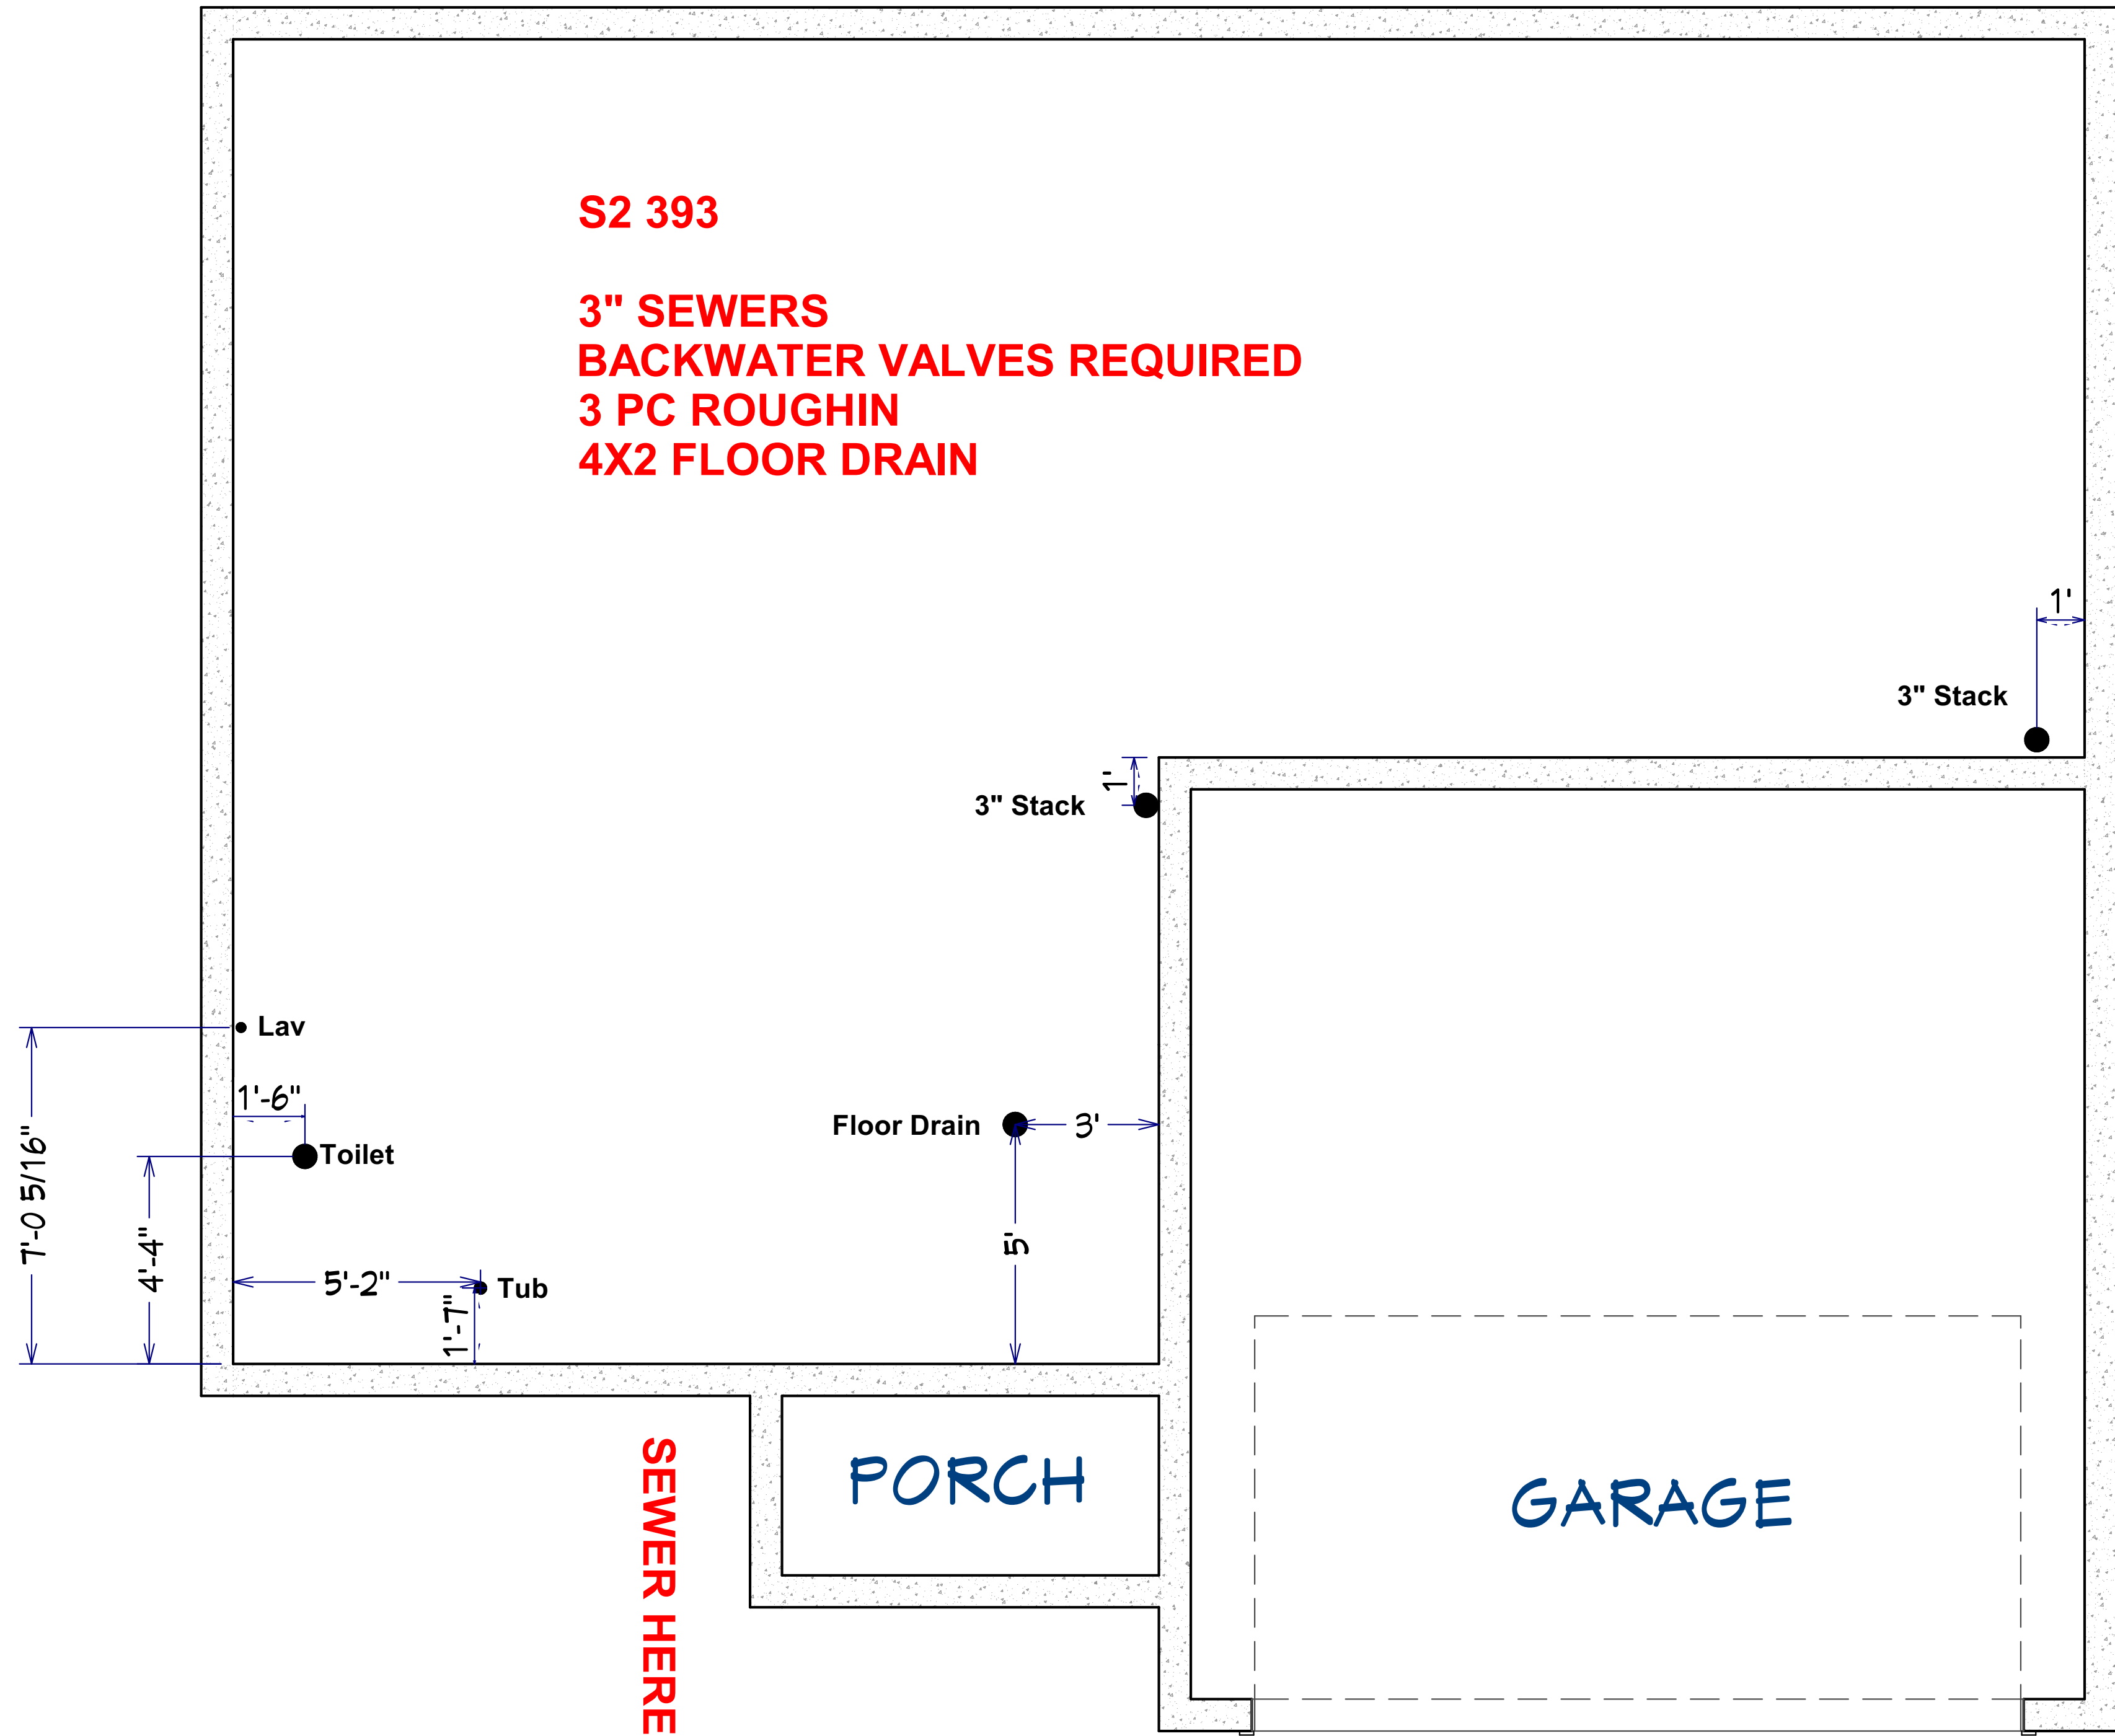 S2 393
3" SEWERS
BACKWATER VALVES REQUIRED
3 PC ROUGHIN
4X2 FLOOR DRAIN
1'
3" Stack
1'
3" Stack
Lav
1'-6"
Floor Drain
3'
Toilet
7'-0 5/16"
4'-4"
5'
5'-2"
Tub
1'-7"
SEWER HERE
PORCH
GARAGE